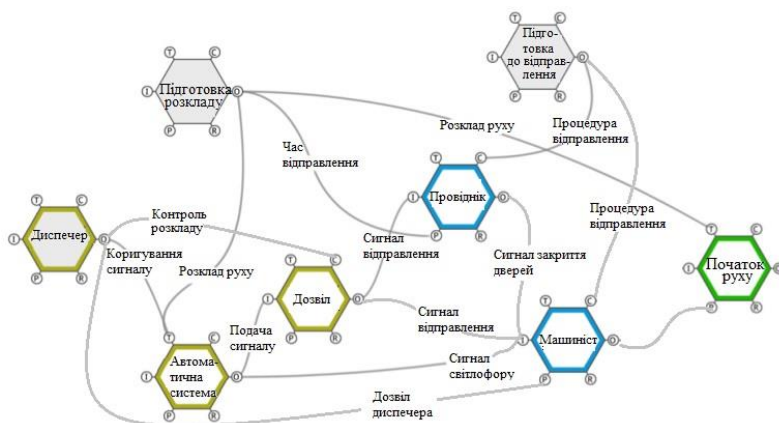 T C
Підготовка
розкладу
I O
P R
T C
Підго-
товка
до відправ-
лення
I O
P R
Розклад руху
Процедура
відправлення
Час
відправлення
T C
I Провіднік O
P R
T C
I Диспечер O
P R
Контроль
розкладу
Коригування
сигналу
Розклад руху
Сигнал
відправлення
Сигнал закриття
дверей
Процедура
відправлення
T C
Початок
руху
I O
P R
T C
I Дозвіл O
P R
Подача
сигналу
Сигнал
відправлення
T C
I Машиніст O
P R
T C
Автома-
тична
система
I O
P R
Сигнал
світлофору
Дозвіл
диспечера